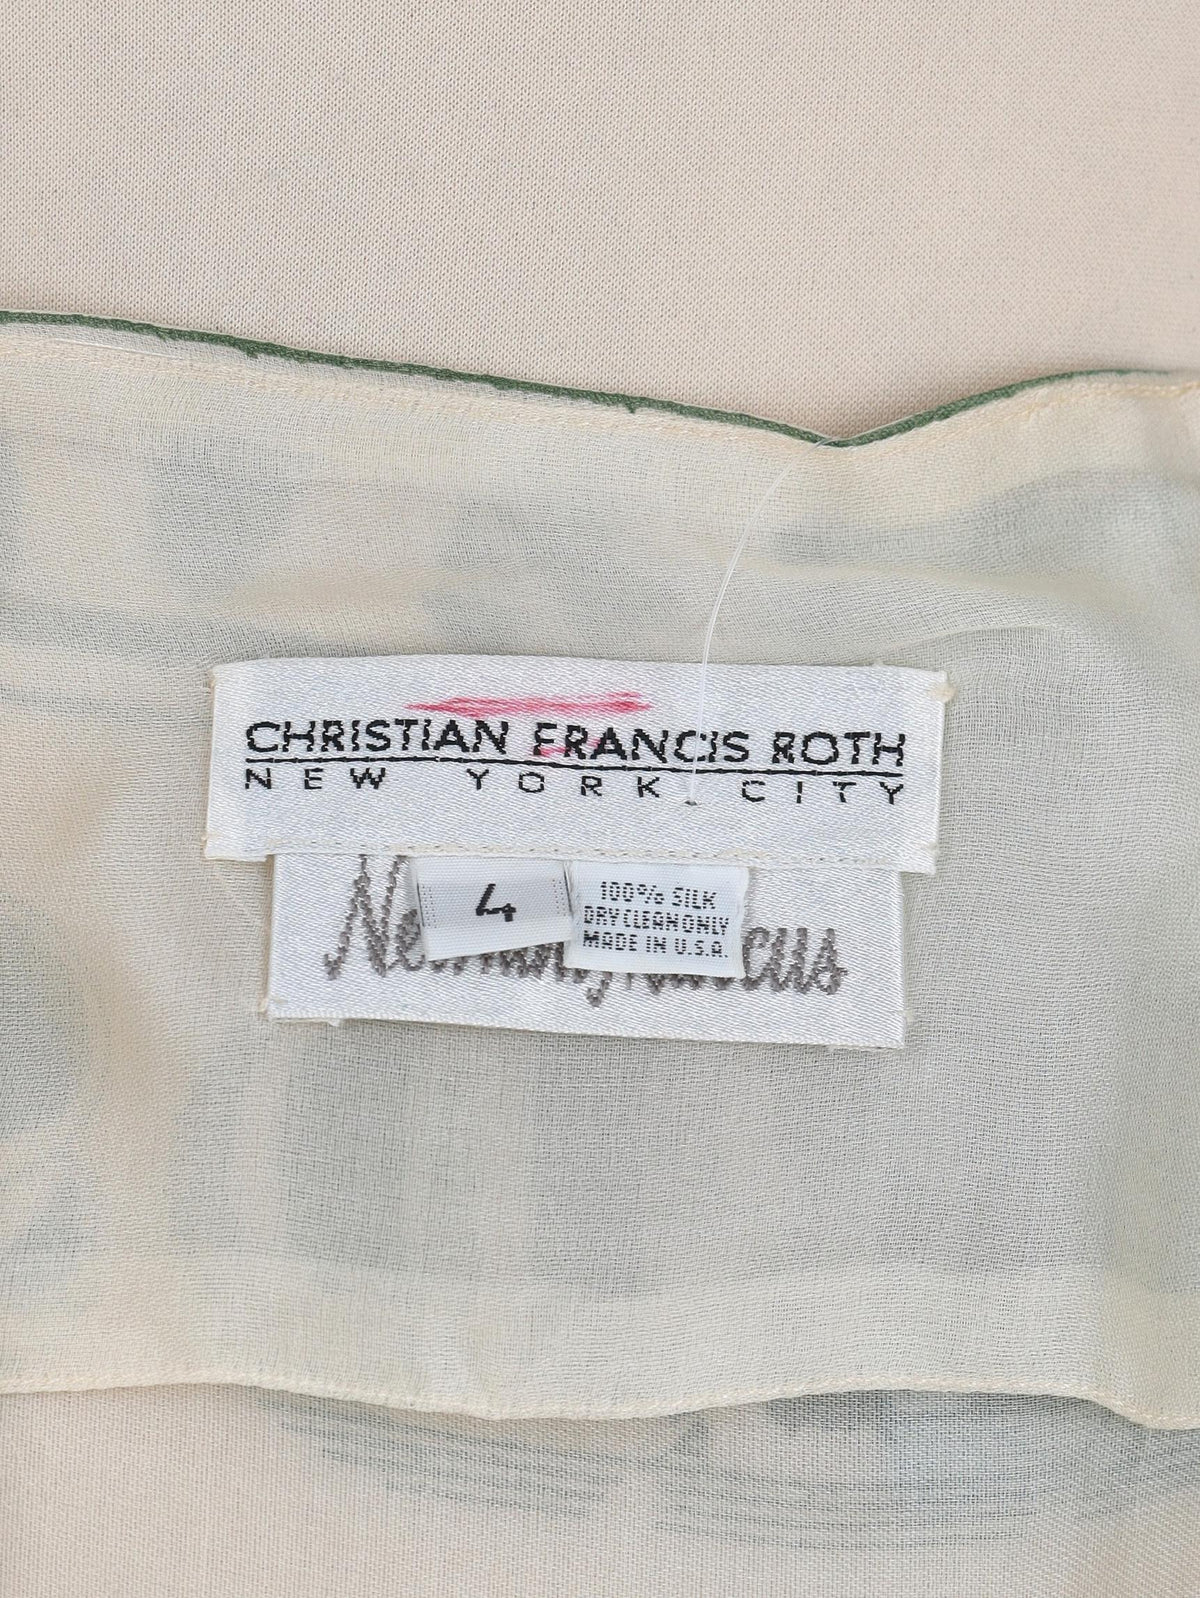 CHRISTIAN FRANCIS ROTH
NEW YORK CITY
4
100% SILK
DRY CLEAN ONLY
MADE IN U.S.A.